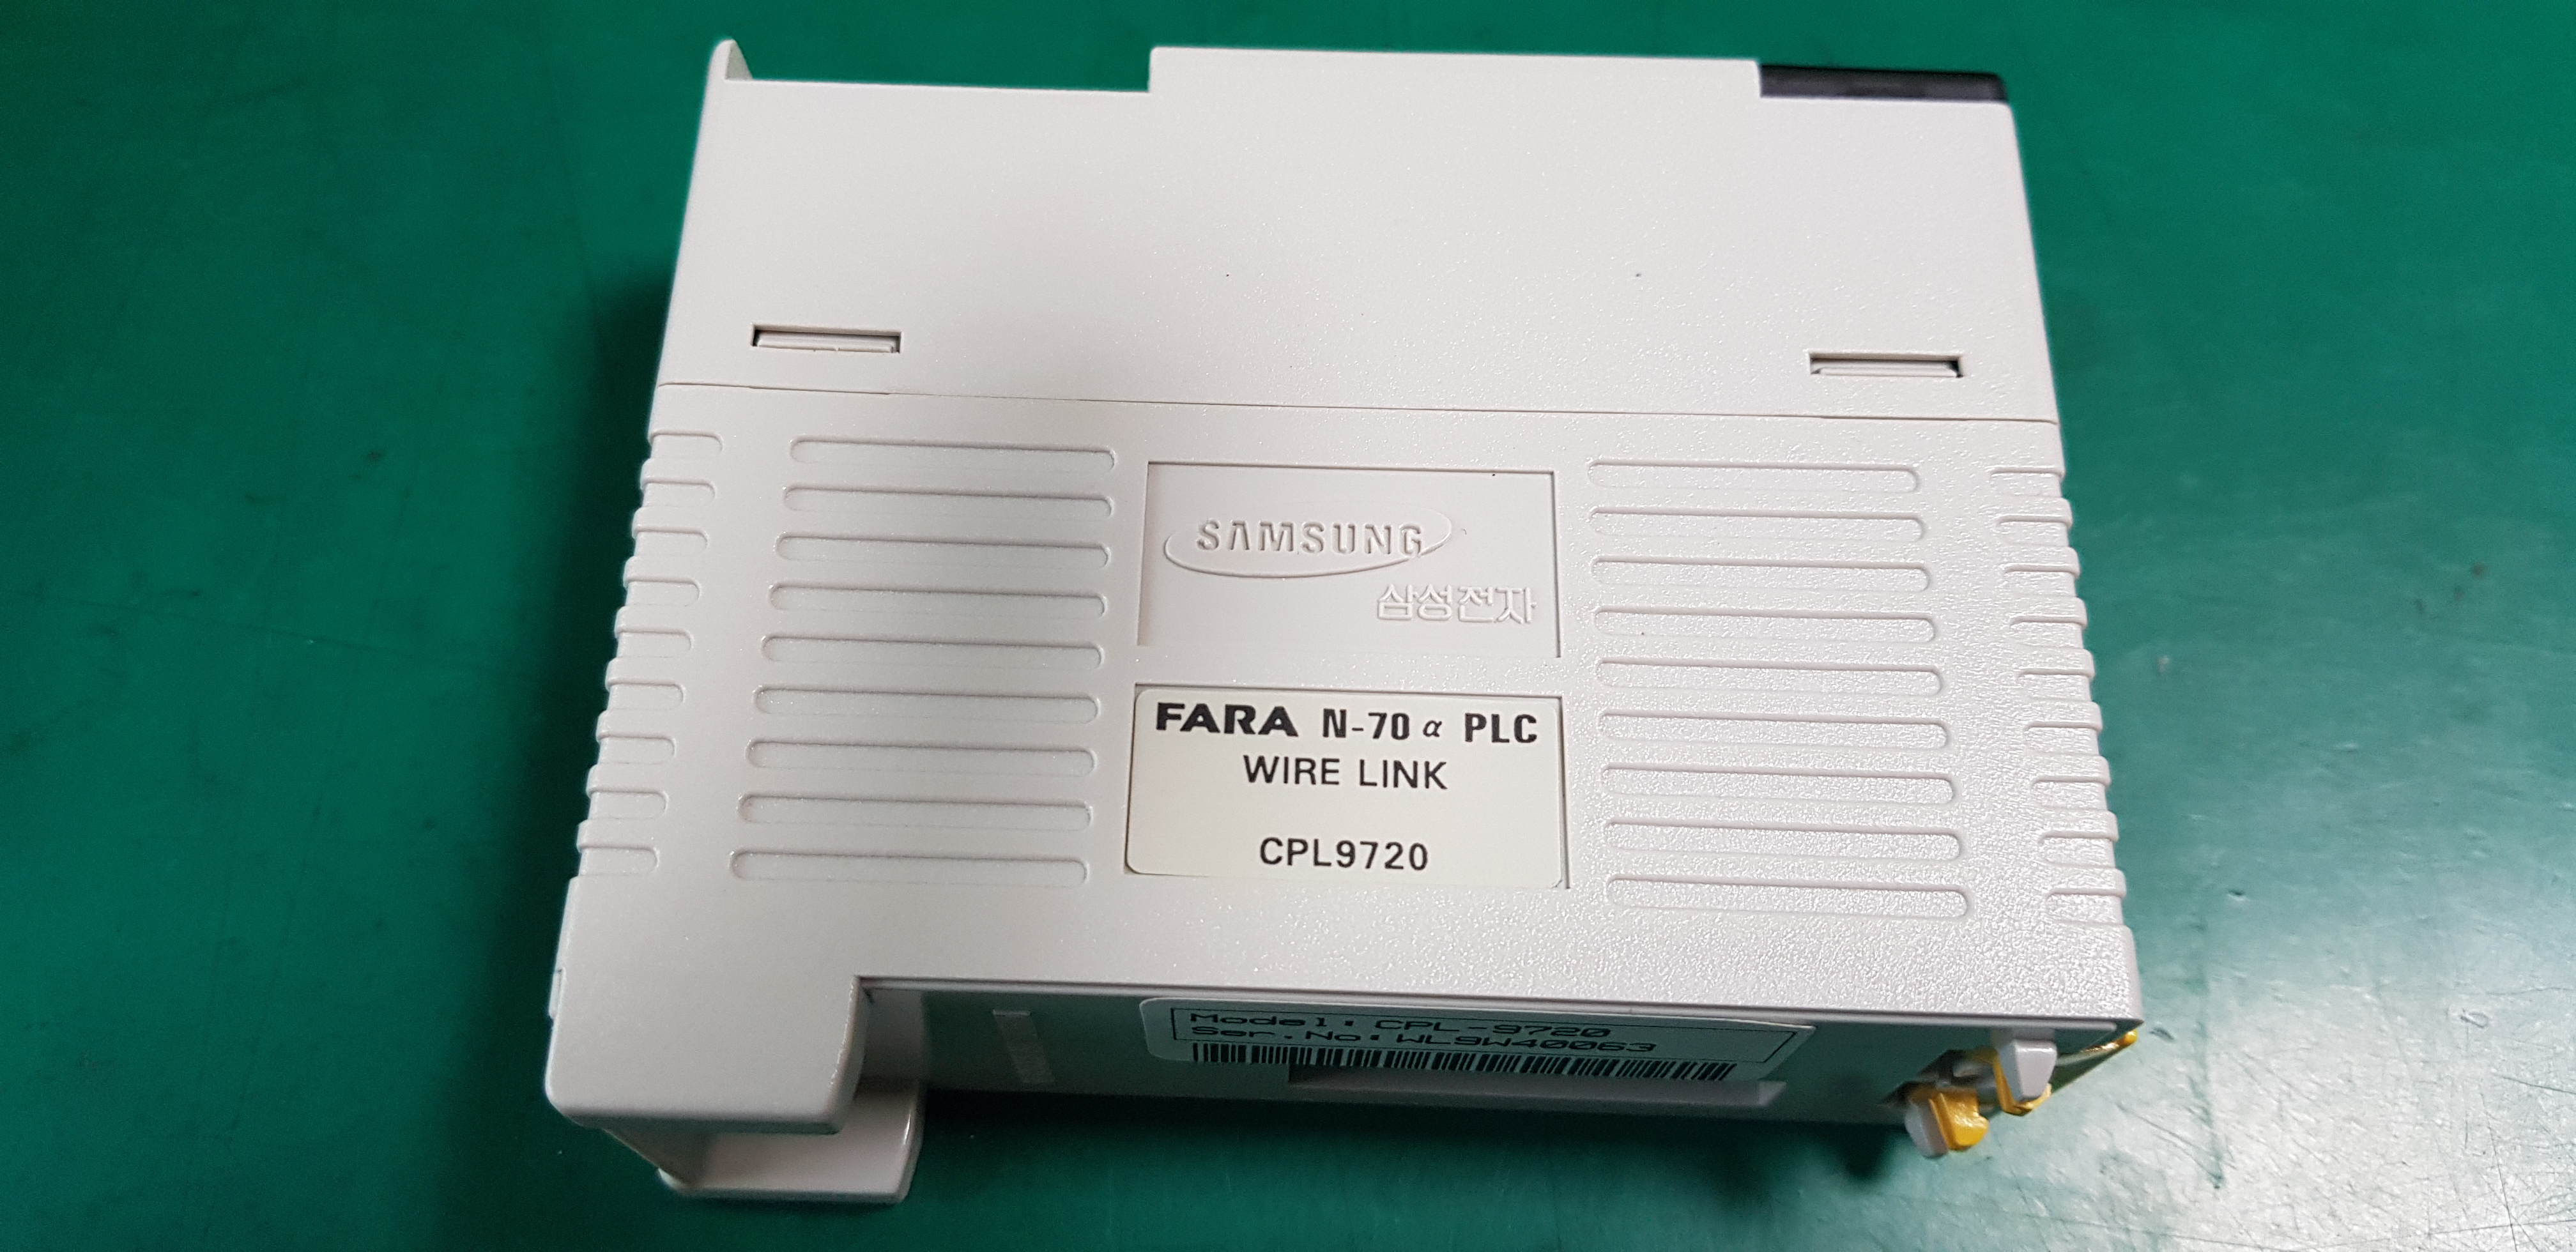 SAMSUNG
삼성전자
FARA N-70 α PLC
WIRE LINK
CPL9720
Model: CPL-9720
Ser.No: WL9W40063